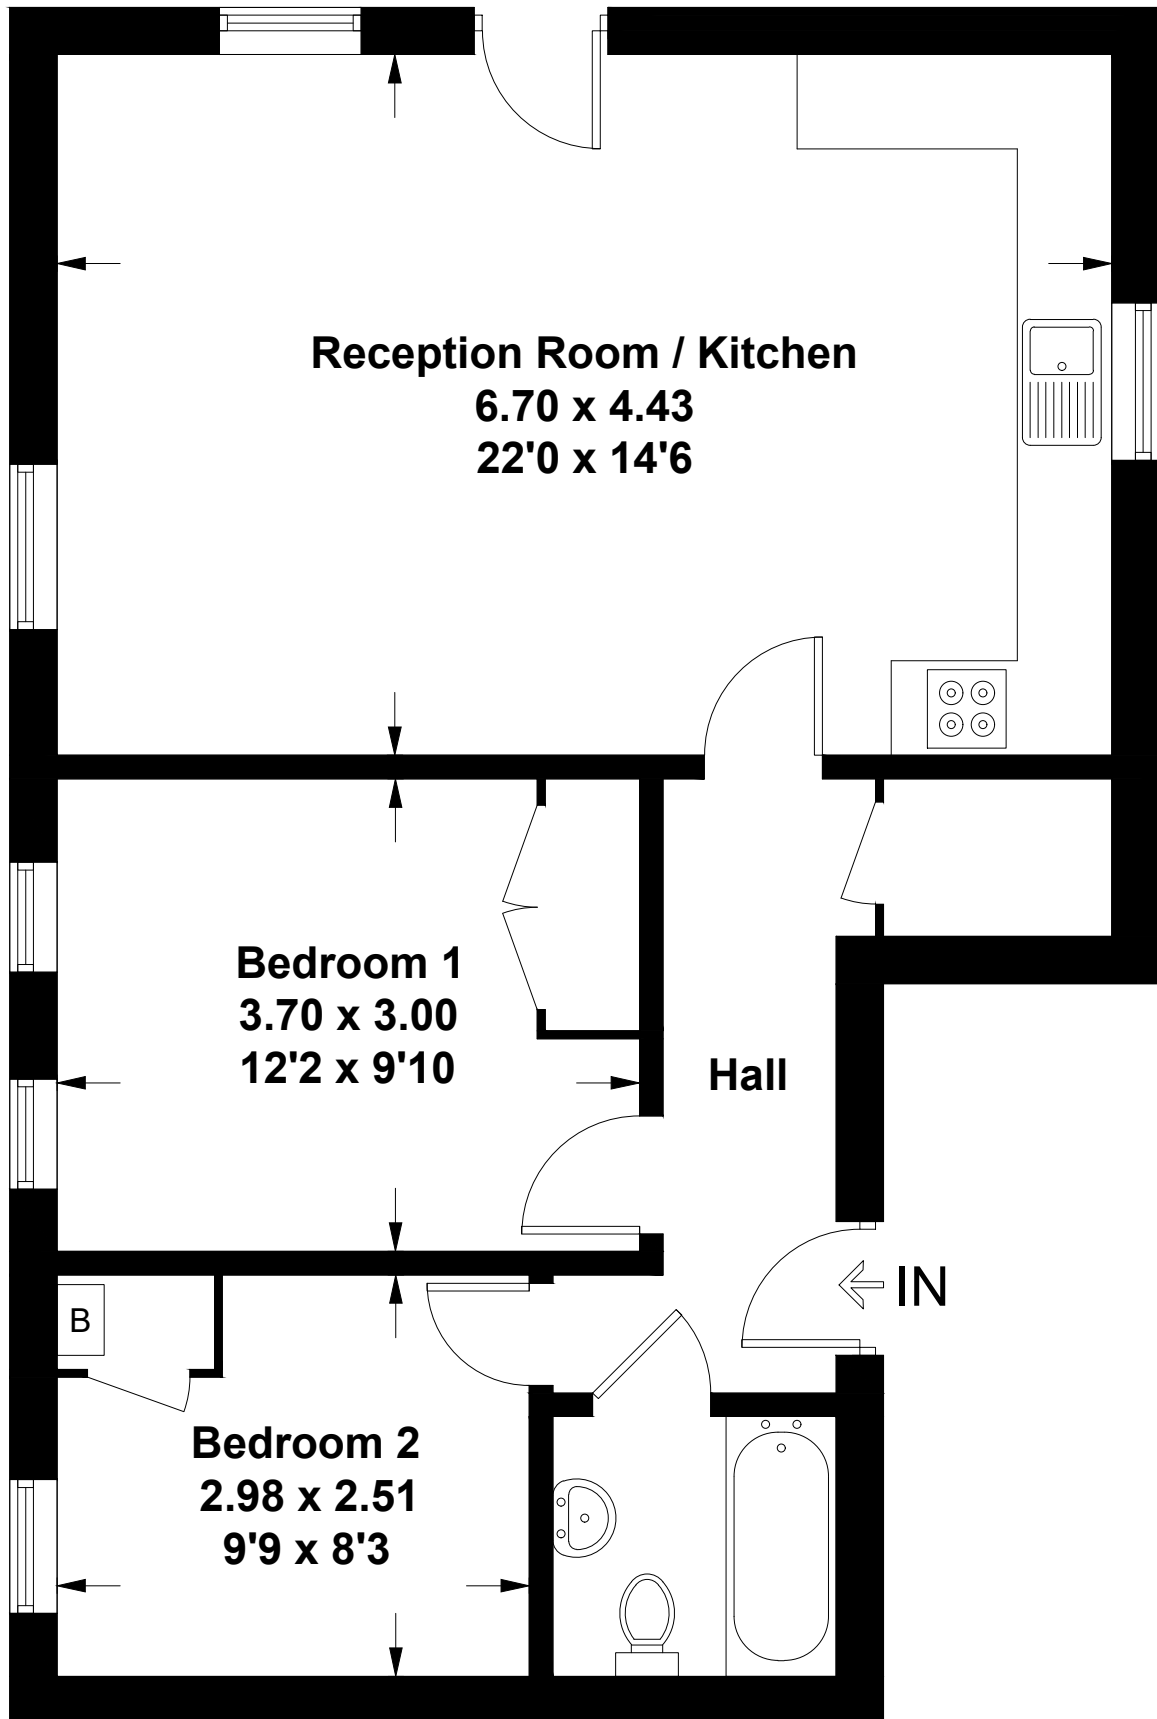 Reception Room / Kitchen
6.70 x 4.43
22'0 x 14'6
Bedroom 1
3.70 x 3.00
12'2 x 9'10
Hall
IN
B
Bedroom 2
2.98 x 2.51
9'9 x 8'3